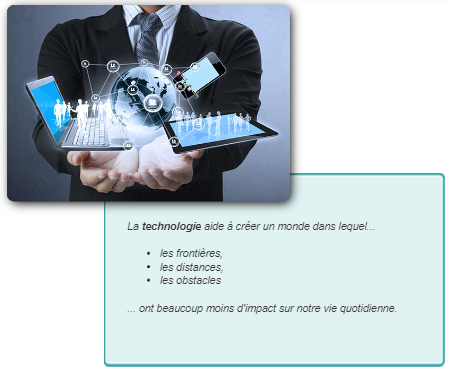 La technologie aide à créer un monde dans lequel...
• les frontières,
• les distances,
• les obstacles
... ont beaucoup moins d'impact sur notre vie quotidienne.